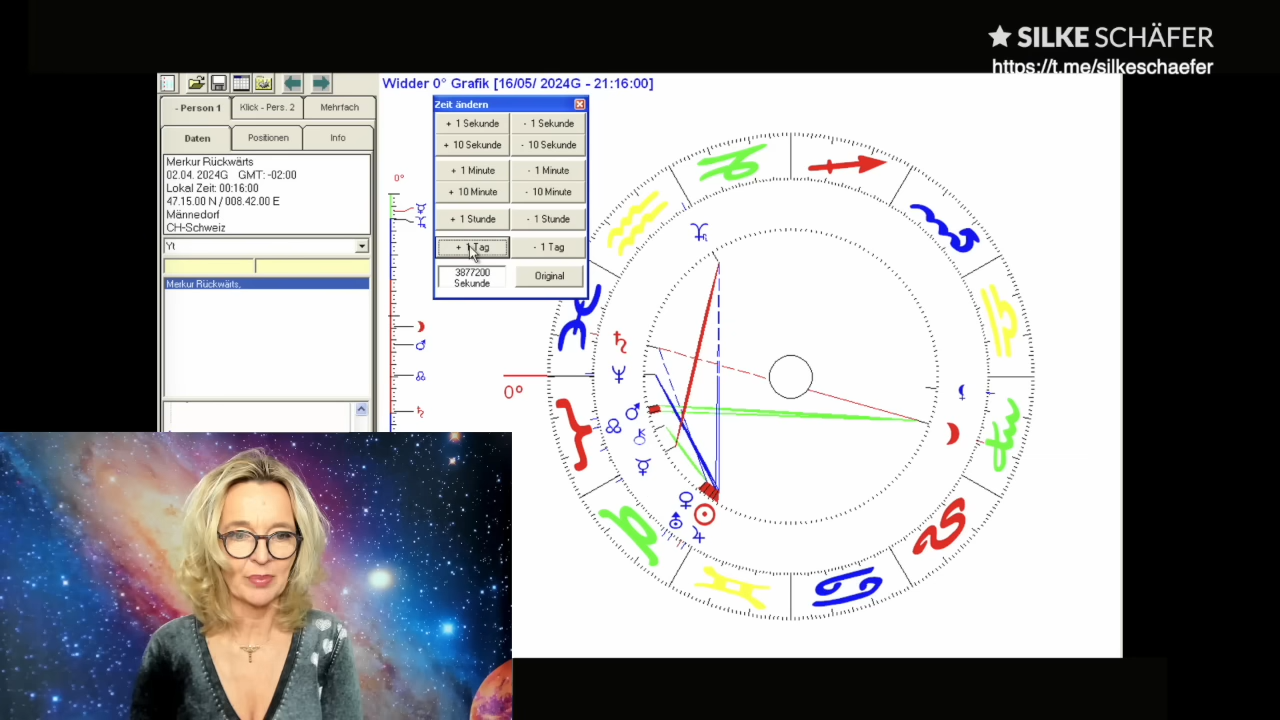 SILKE SCHÄFER
https://t.me/silkeschaefer
Widder 0° Grafik [16/05/ 2024G - 21:16:00]
Zeit ändern
- Person 1
Klick - Pers. 2
Mehrfach
+ 1 Sekunde
- 1 Sekunde
Daten
Positionen
Info
+ 10 Sekunde
- 10 Sekunde
Merkur Rückwärts
02.04. 2024G GMT: -02:00
Lokal Zeit: 00:16:00
47.15.00 N / 008.42.00 E
Männedorf
CH-Schweiz
+ 1 Minute
- 1 Minute
+ 10 Minute
- 10 Minute
+ 1 Stunde
- 1 Stunde
Yt
+ 1 Tag
- 1 Tag
3877200
Sekunde
Original
Merkur Rückwärts,
0°
0°